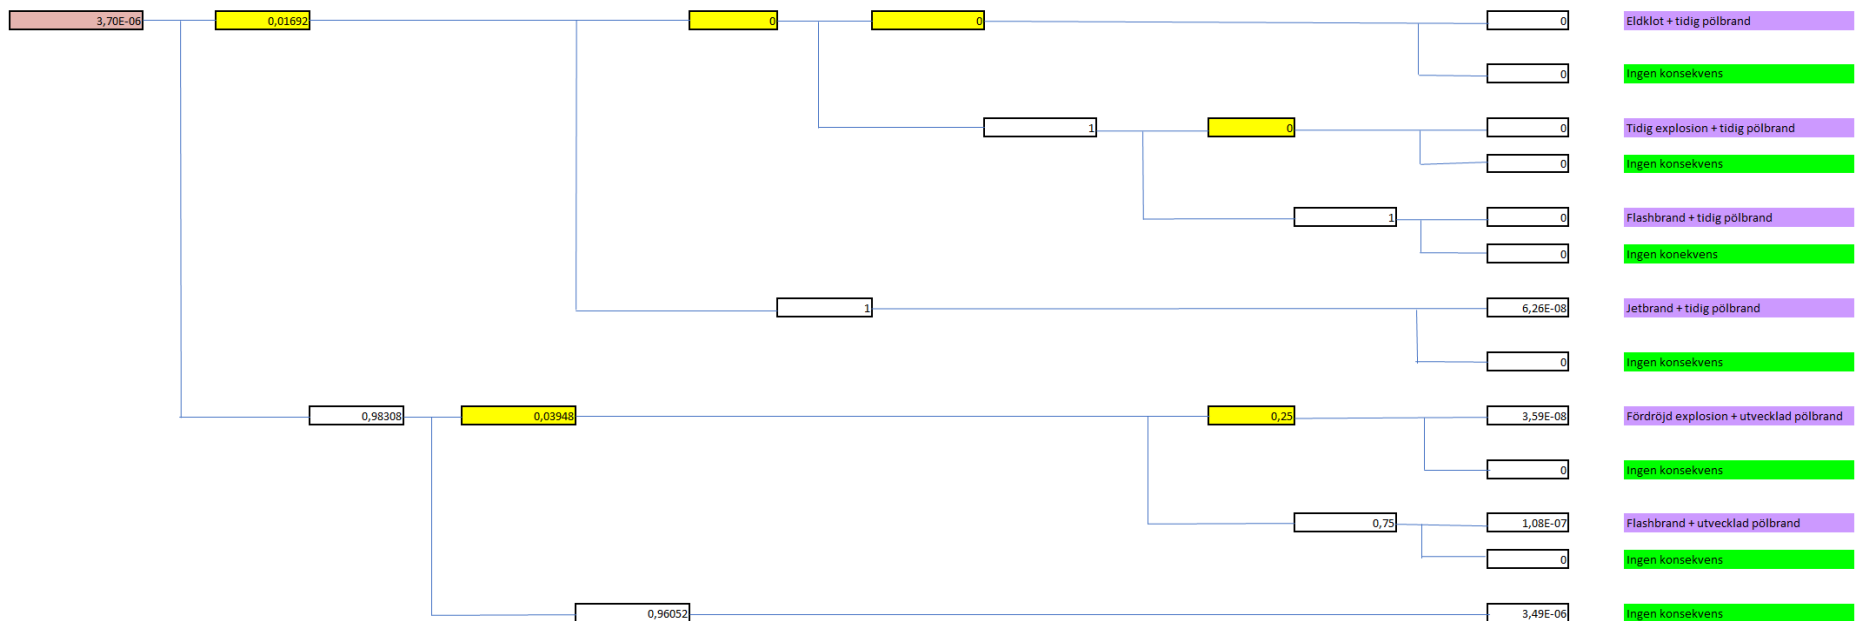 3,70E-06 0,01692 0 0 0 Eldklot + tidig pölbrand
0 Ingen konsekvens
1 0 0 Tidig explosion + tidig pölbrand
0 Ingen konsekvens
1 0 Flashbrand + tidig pölbrand
0 Ingen konekvens
1 6,26E-08 Jetbrand + tidig pölbrand
0 Ingen konsekvens
0,98308 0,03948 0,25 3,59E-08 Fördröjd explosion + utvecklad pölbrand
0 Ingen konsekvens
0,75 1,08E-07 Flashbrand + utvecklad pölbrand
0 Ingen konsekvens
0,96052 3,49E-06 Ingen konsekvens